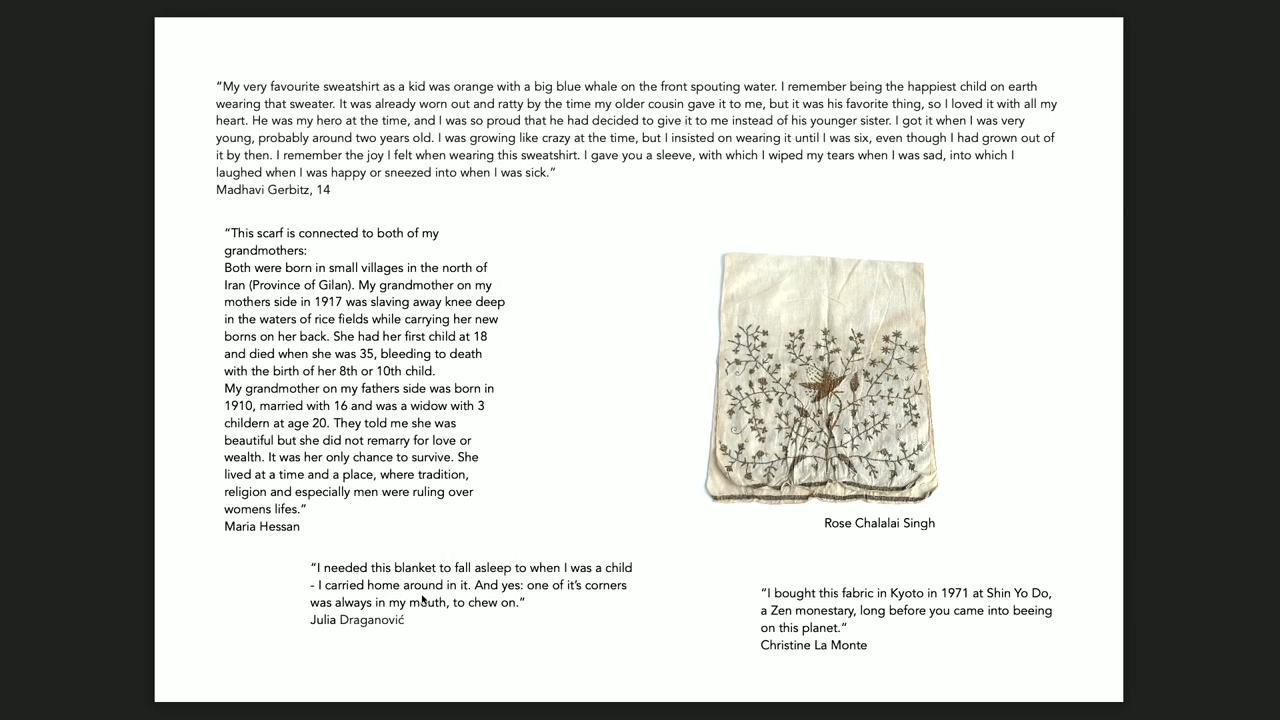 “My very favourite sweatshirt as a kid was orange with a big blue whale on the front spouting water. I remember being the happiest child on earth
wearing that sweater. It was already worn out and ratty by the time my older cousin gave it to me, but it was his favorite thing, so I loved it with all my
heart. He was my hero at the time, and I was so proud that he had decided to give it to me instead of his younger sister. I got it when I was very
young, probably around two years old. I was growing like crazy at the time, but I insisted on wearing it until I was six, even though I had grown out of
it by then. I remember the joy I felt when wearing this sweatshirt. I gave you a sleeve, with which I wiped my tears when I was sad, into which I
laughed when I was happy or sneezed into when I was sick.”
Madhavi Gerbitz, 14
“This scarf is connected to both of my
grandmothers:
Both were born in small villages in the north of
Iran (Province of Gilan). My grandmother on my
mothers side in 1917 was slaving away knee deep
in the waters of rice fields while carrying her new
borns on her back. She had her first child at 18
and died when she was 35, bleeding to death
with the birth of her 8th or 10th child.
My grandmother on my fathers side was born in
1910, married with 16 and was a widow with 3
childern at age 20. They told me she was
beautiful but she did not remarry for love or
wealth. It was her only chance to survive. She
lived at a time and a place, where tradition,
religion and especially men were ruling over
womens lifes.”
Maria Hessan
Rose Chalalai Singh
“I needed this blanket to fall asleep to when I was a child
- I carried home around in it. And yes: one of it’s corners
was always in my mouth, to chew on.”
Julia Draganović
“I bought this fabric in Kyoto in 1971 at Shin Yo Do,
a Zen monestary, long before you came into beeing
on this planet.“
Christine La Monte